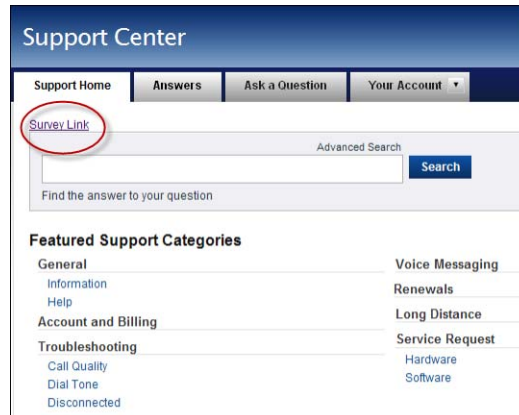 Support Center
Support Home
Answers
Ask a Question
Your Account
Survey Link
Advanced Search
Search
Find the answer to your question
Featured Support Categories
General
Information
Help
Account and Billing
Troubleshooting
Call Quality
Dial Tone
Disconnected
Voice Messaging
Renewals
Long Distance
Service Request
Hardware
Software